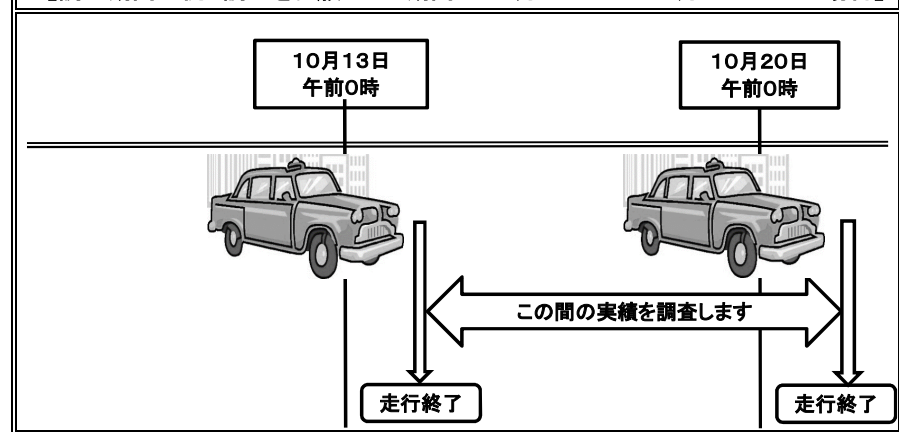 10月13日
午前0時
10月20日
午前0時
この間の実績を調査します
走行終了
走行終了